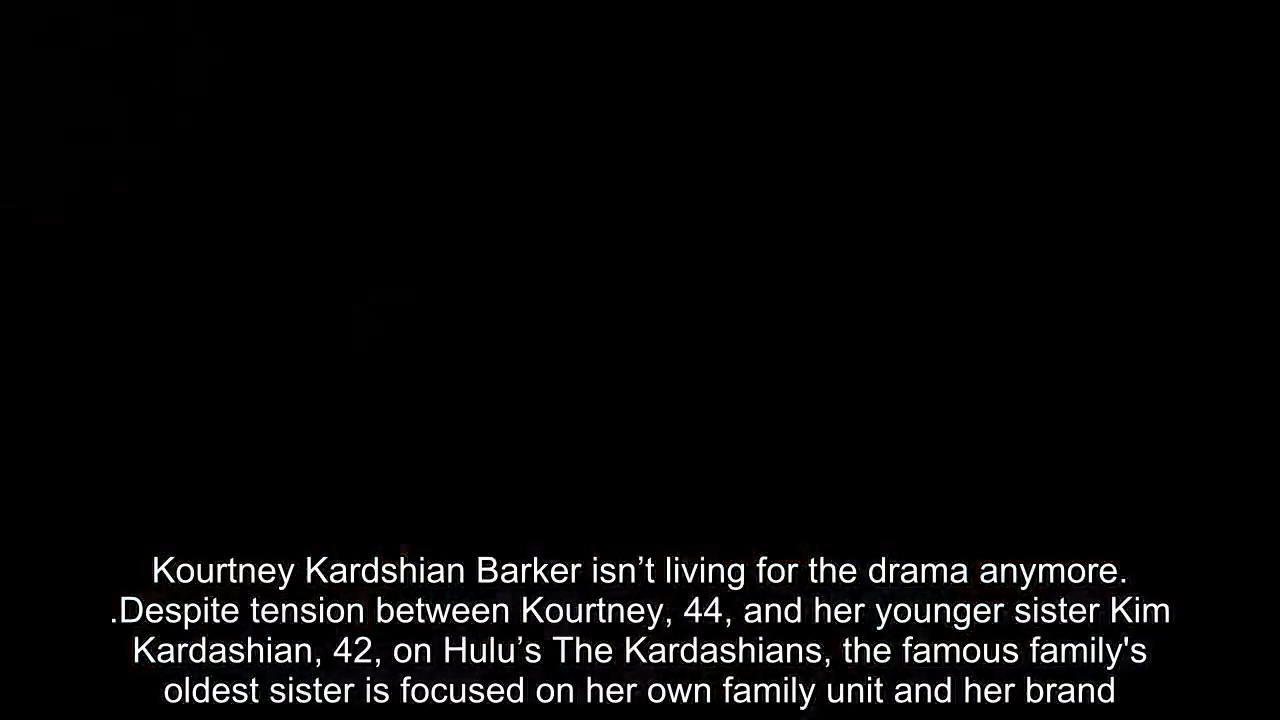 Kourtney Kardshian Barker isn’t living for the drama anymore.
.Despite tension between Kourtney, 44, and her younger sister Kim
Kardashian, 42, on Hulu’s The Kardashians, the famous family's
oldest sister is focused on her own family unit and her brand